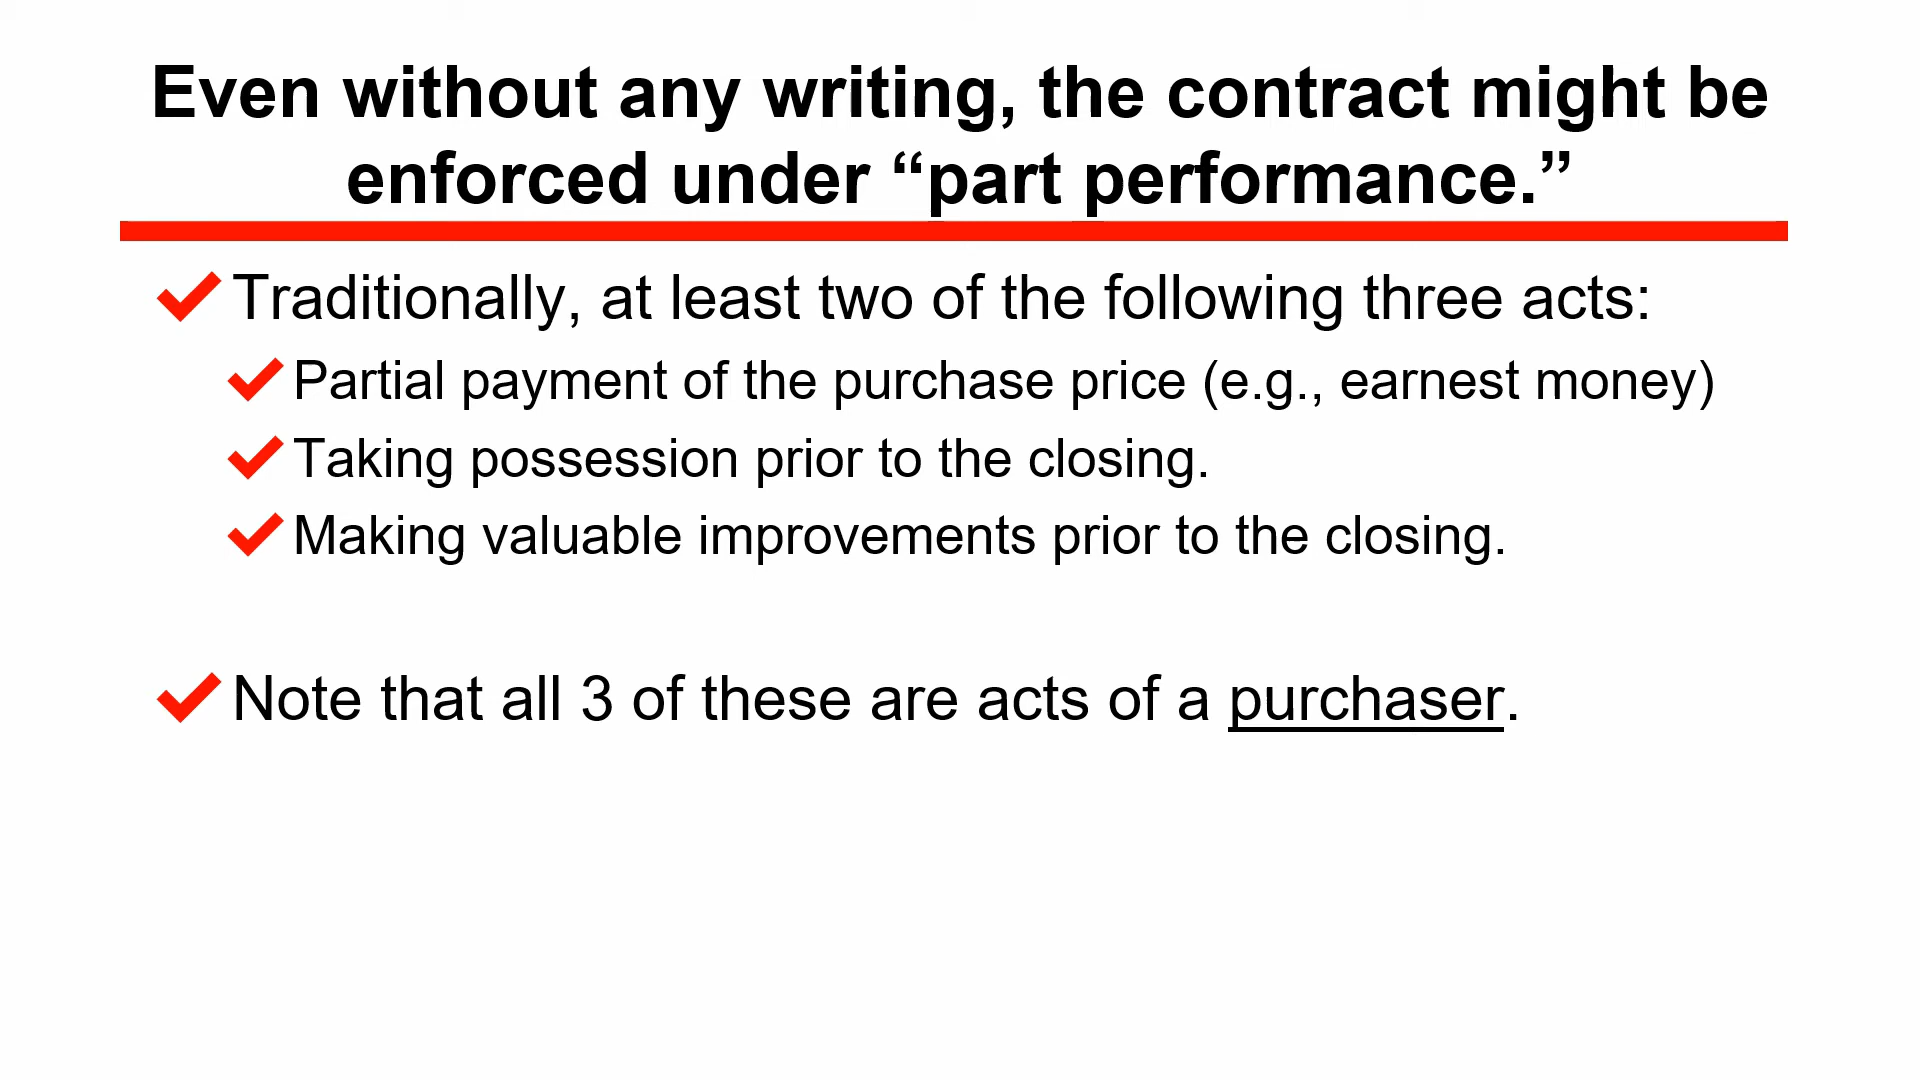 Even without any writing, the contract might be
enforced under “part performance.”
Traditionally, at least two of the following three acts:
Partial payment of the purchase price (e.g., earnest money)
Taking possession prior to the closing.
Making valuable improvements prior to the closing.
Note that all 3 of these are acts of a purchaser.